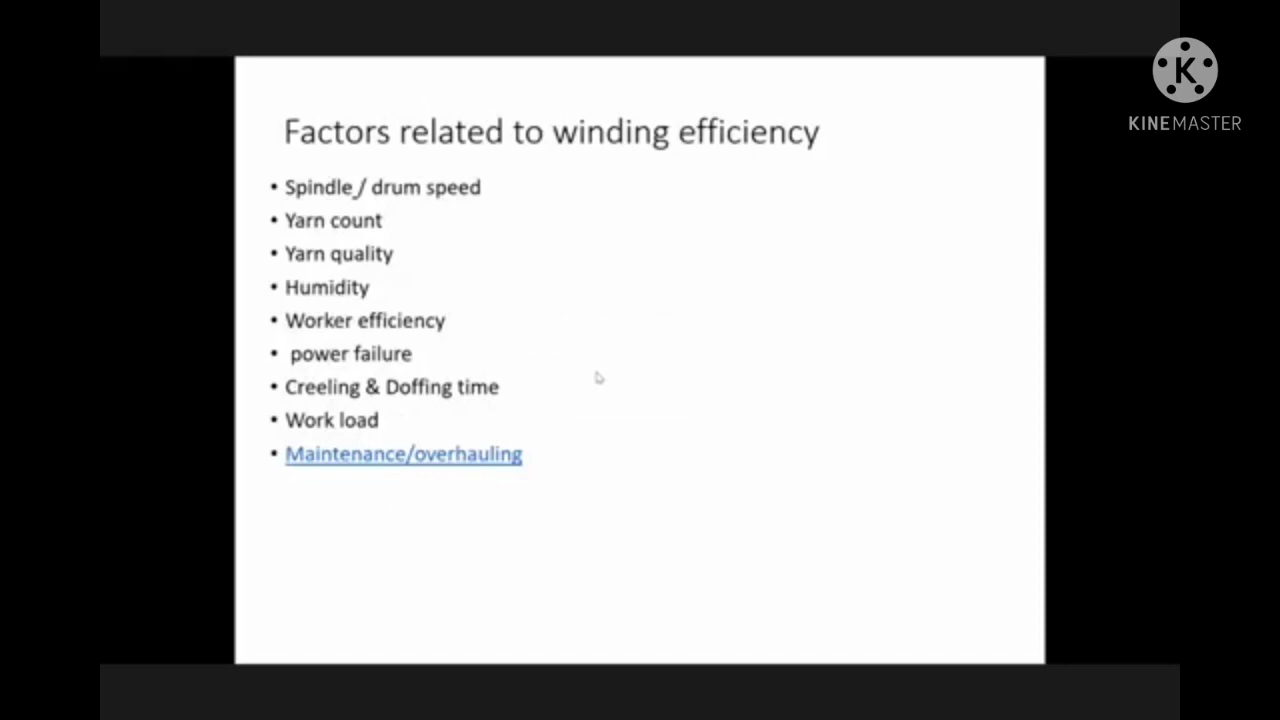 K
KINEMASTER
Factors related to winding efficiency
• Spindle / drum speed
• Yarn count
• Yarn quality
• Humidity
• Worker efficiency
• power failure
• Creeling & Doffing time
• Work load
• Maintenance/overhauling